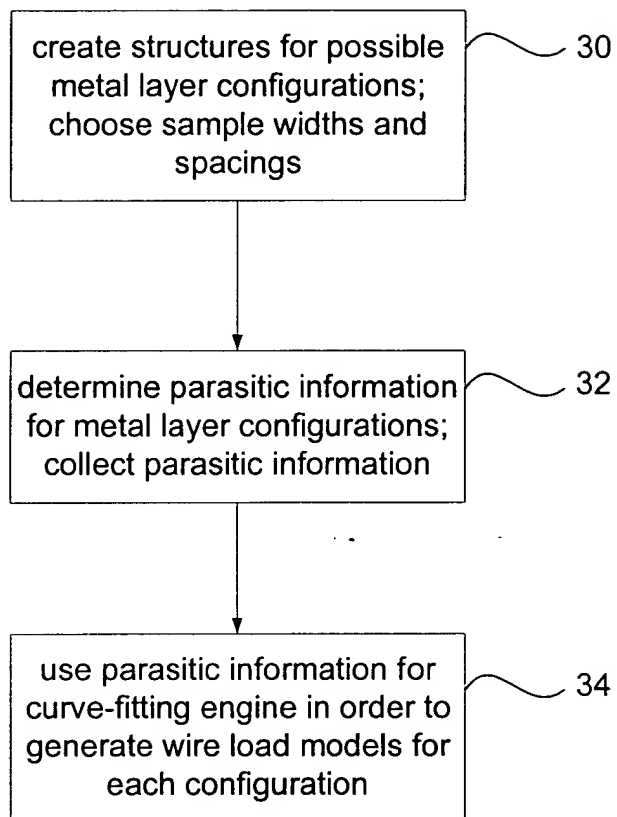 create structures for possible
metal layer configurations;
choose sample widths and
spacings
30
determine parasitic information
for metal layer configurations;
collect parasitic information
32
use parasitic information for
curve-fitting engine in order to
generate wire load models for
each configuration
34